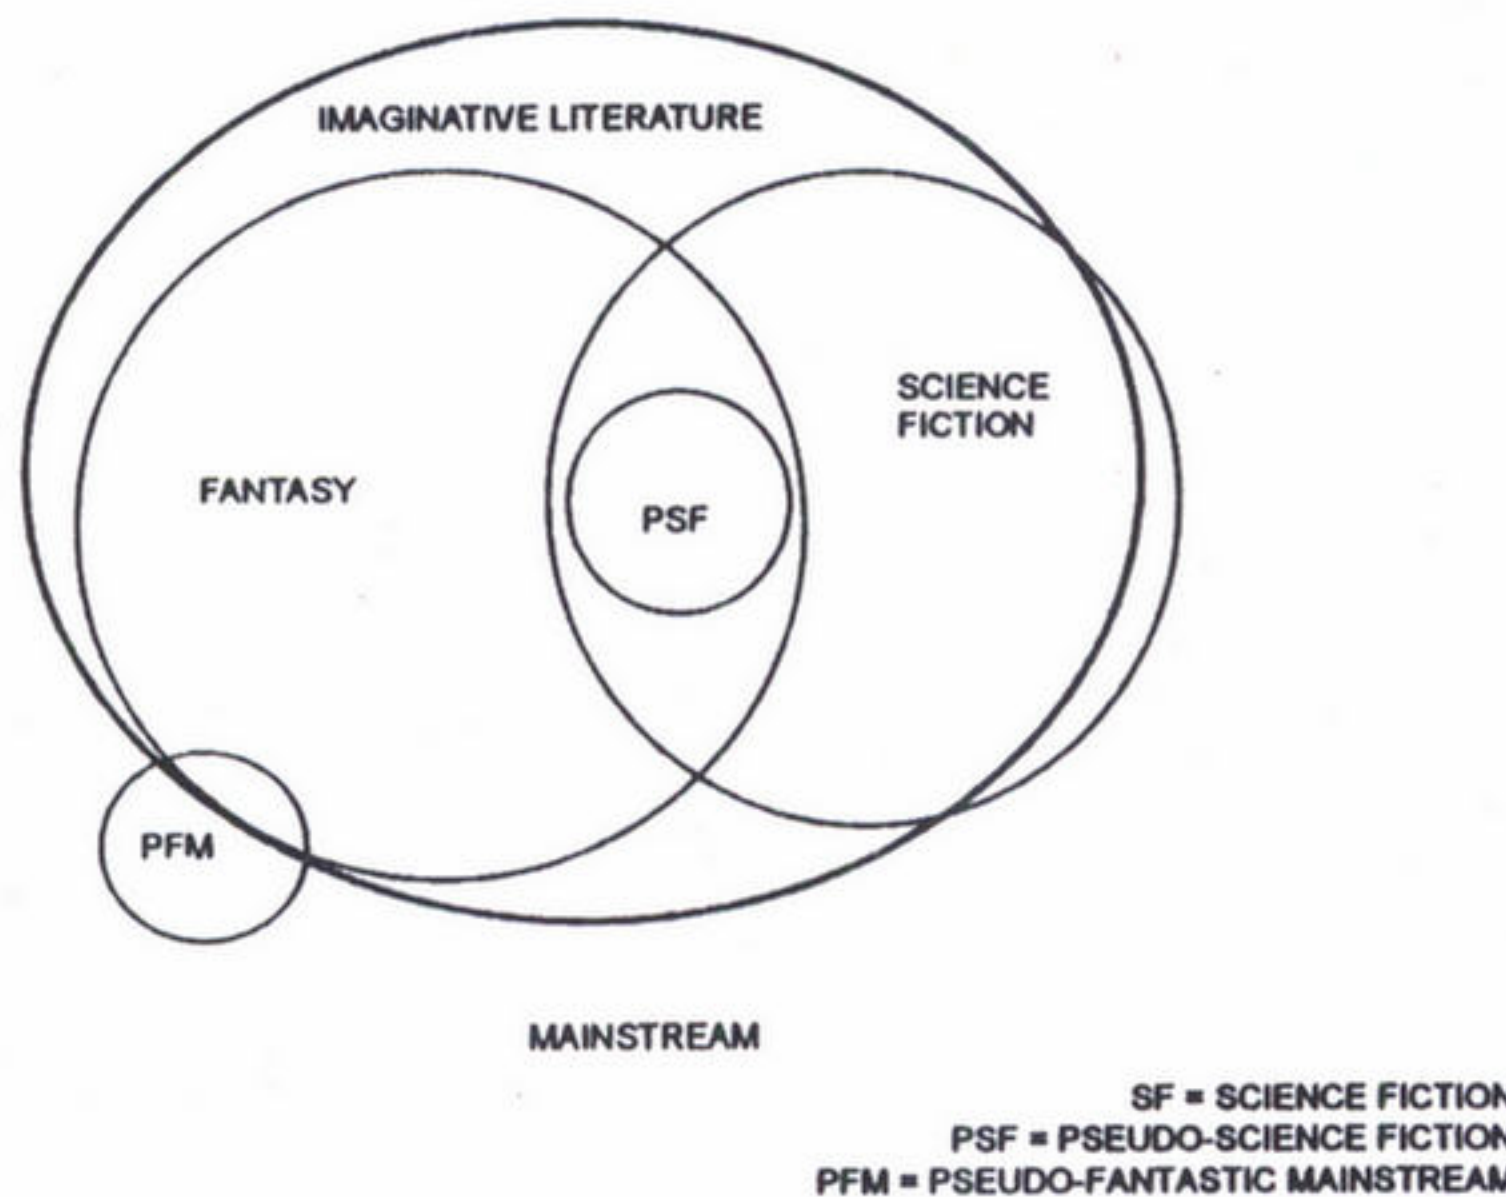 IMAGINATIVE LITERATURE
SCIENCE
FICTION
FANTASY
PSF
PFM
MAINSTREAM
SF = SCIENCE FICTION
PSF = PSEUDO-SCIENCE FICTION
PFM = PSEUDO-FANTASTIC MAINSTREAM